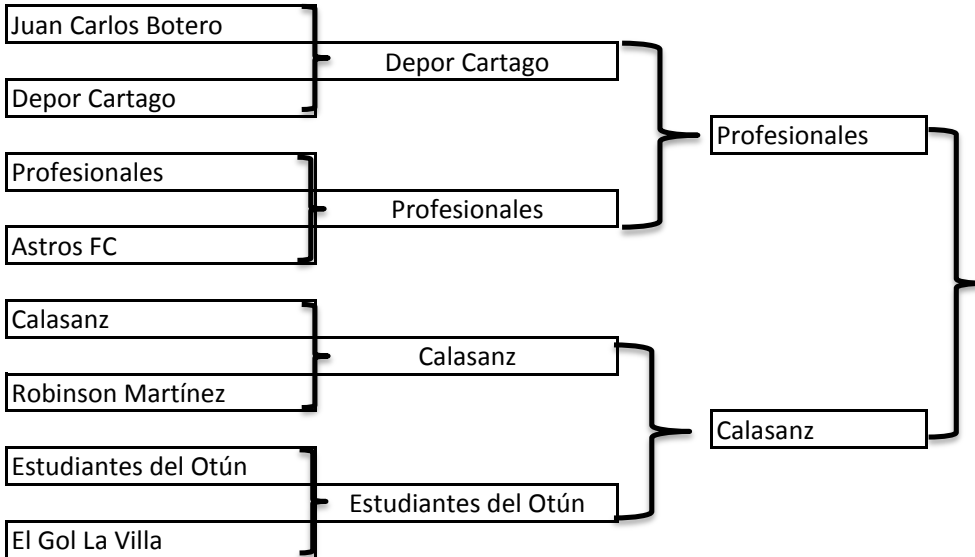 Juan Carlos Botero
Depor Cartago
Depor Cartago
Profesionales
Profesionales
Profesionales
Astros FC
Calasanz
Calasanz
Robinson Martínez
Calasanz
Estudiantes del Otún
Estudiantes del Otún
El Gol La Villa